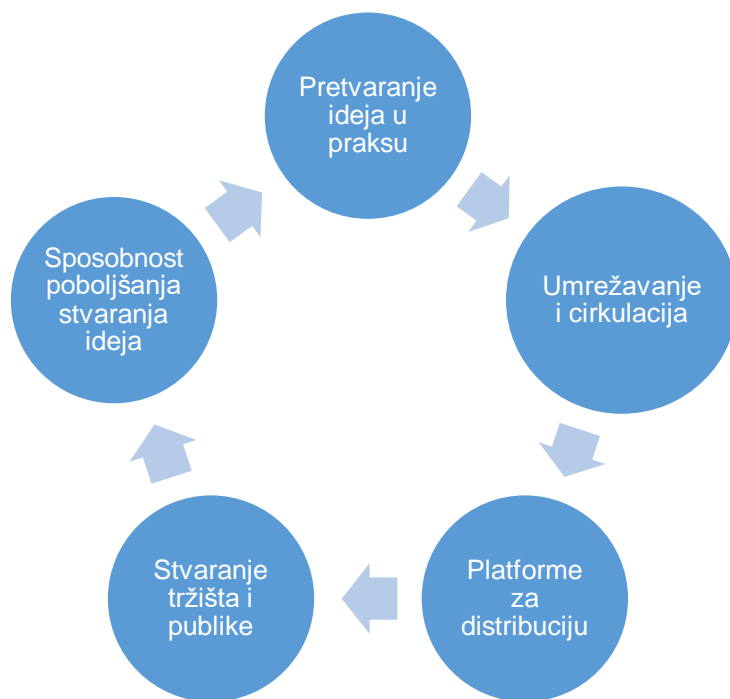 Pretvaranje
ideja u
praksu
Umrežavanje
i cirkulacija
Platforme
za
distribuciju
Stvaranje
tržišta i
publike
Sposobnost
poboljšanja
stvaranja
ideja